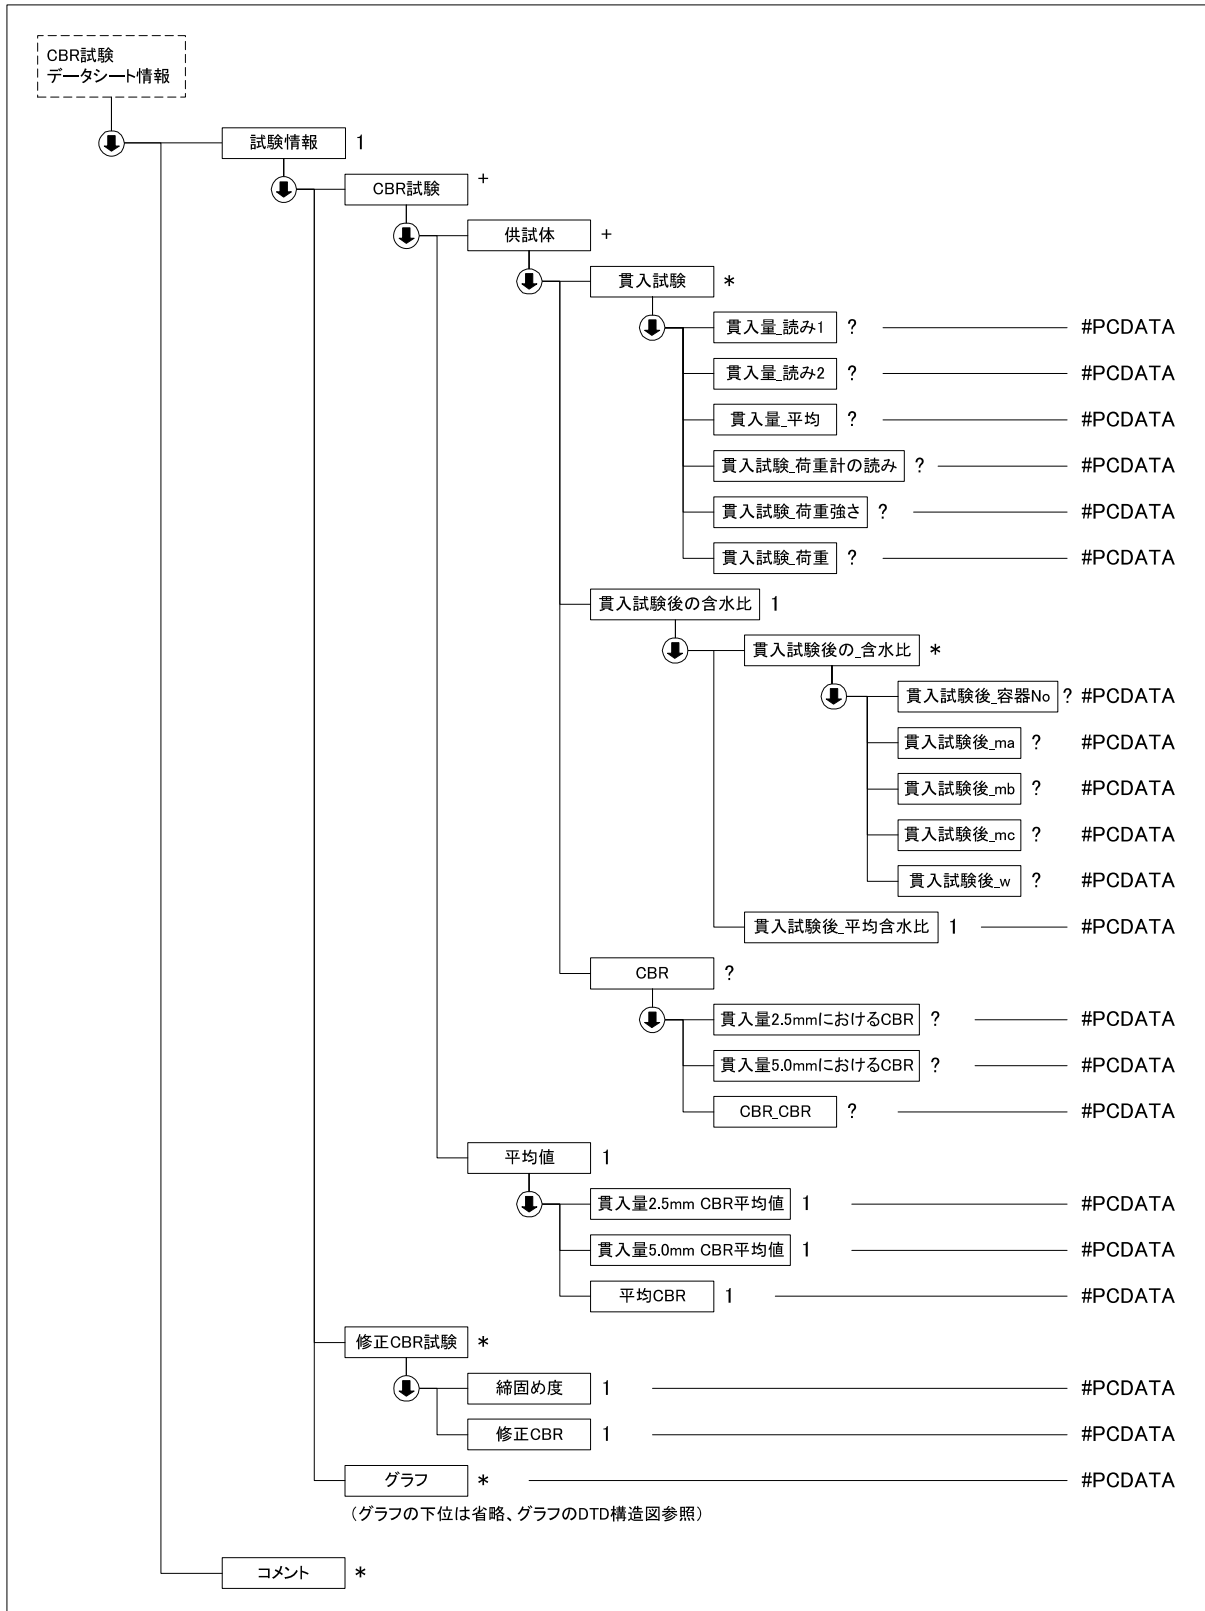 CBR試験
データシート情報
試験情報 1
CBR試験 +
供試体 +
貫入試験 *
貫入量_読み1 ? #PCDATA
貫入量_読み2 ? #PCDATA
貫入量_平均 ? #PCDATA
貫入試験_荷重計の読み ? #PCDATA
貫入試験_荷重強さ ? #PCDATA
貫入試験_荷重 ? #PCDATA
貫入試験後の含水比 1
貫入試験後の_含水比 *
貫入試験後_容器No ? #PCDATA
貫入試験後_ma ? #PCDATA
貫入試験後_mb ? #PCDATA
貫入試験後_mc ? #PCDATA
貫入試験後_w ? #PCDATA
貫入試験後_平均含水比 1 #PCDATA
CBR ?
貫入量2.5mmにおけるCBR ? #PCDATA
貫入量5.0mmにおけるCBR ? #PCDATA
CBR_CBR ? #PCDATA
平均値 1
貫入量2.5mm CBR平均値 1 #PCDATA
貫入量5.0mm CBR平均値 1 #PCDATA
平均CBR 1 #PCDATA
修正CBR試験 *
締固め度 1 #PCDATA
修正CBR 1 #PCDATA
グラフ * #PCDATA
（グラフの下位は省略、グラフのDTD構造図参照）
コメント *